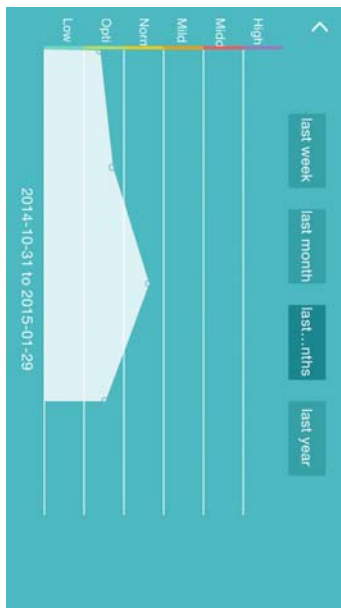 last week
last month
last...nths
last year
High
Midd
Mild
Norn
Opti
Low
2014-10-31 to 2015-01-29